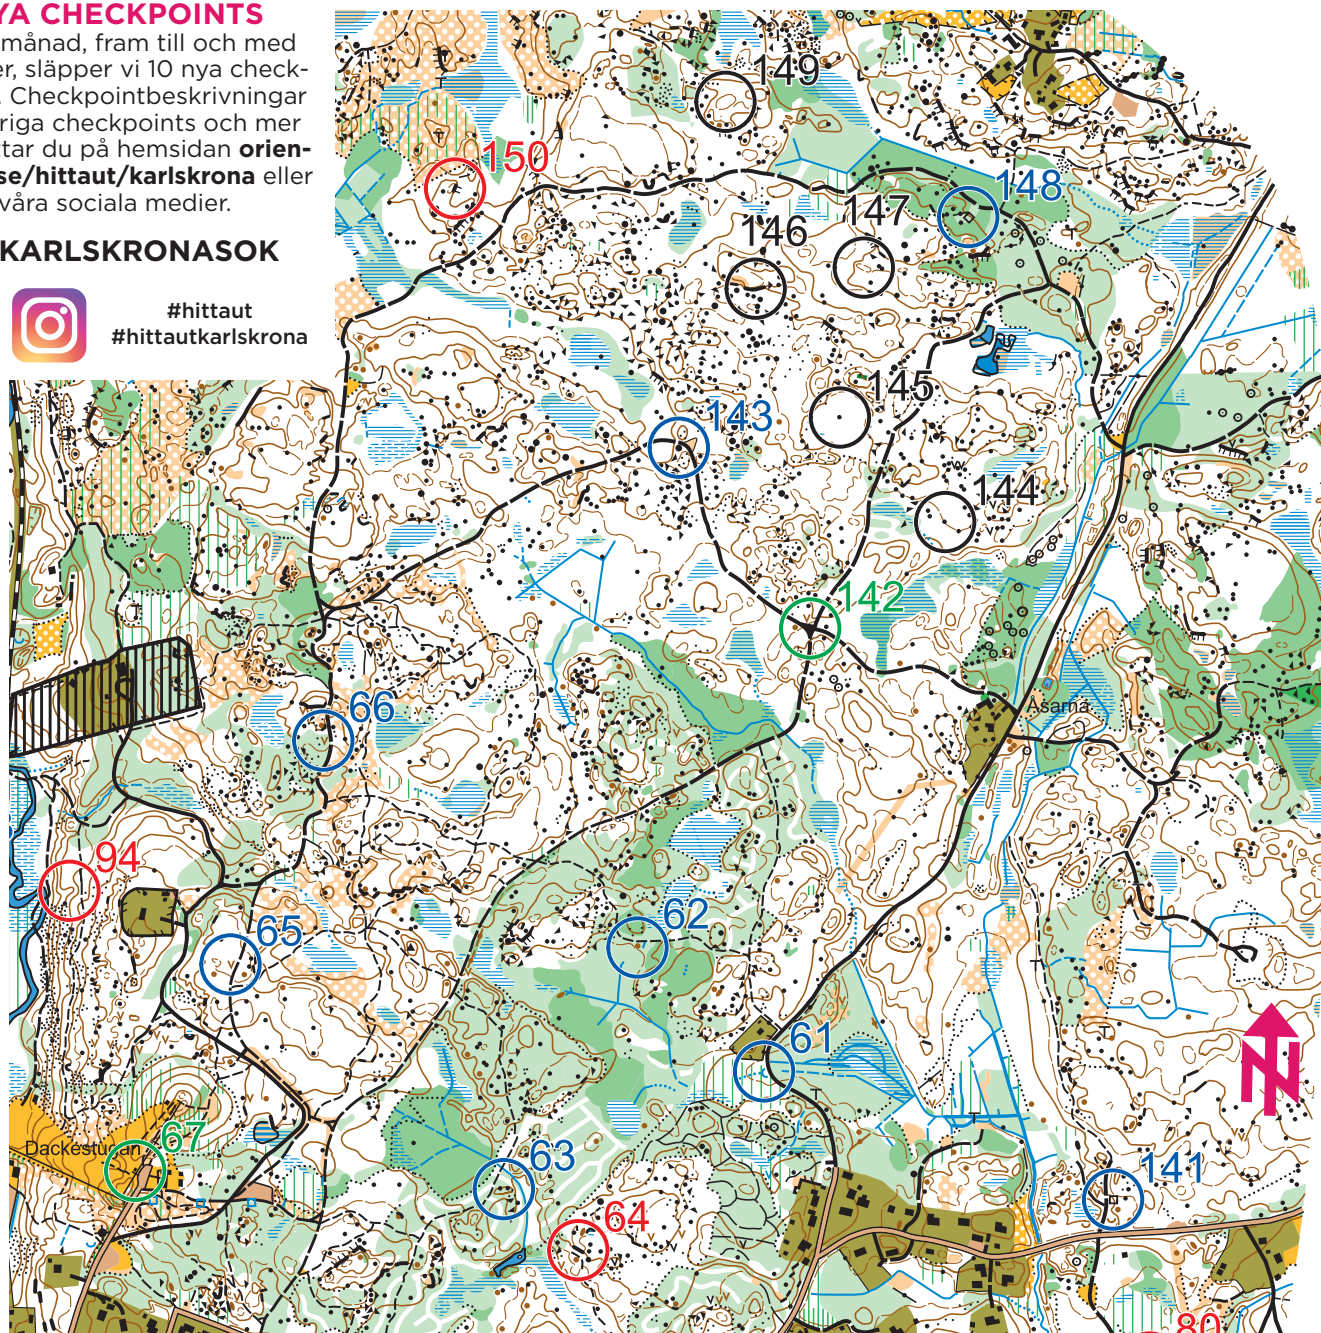 YA CHECKPOINTS
månad, fram till och med
er, släpper vi 10 nya check-
. Checkpointbeskrivningar
riga checkpoints och mer
ttar du på hemsidan orien-
se/hittaut/karlskrona eller
våra sociala medier.
KARLSKRONASOK
#hittaut
#hittautkarlskrona
149
150
148
147
146
145
143
144
142
Åsarna
66
94
65
62
61
67
Dackestugan
63
141
64
80